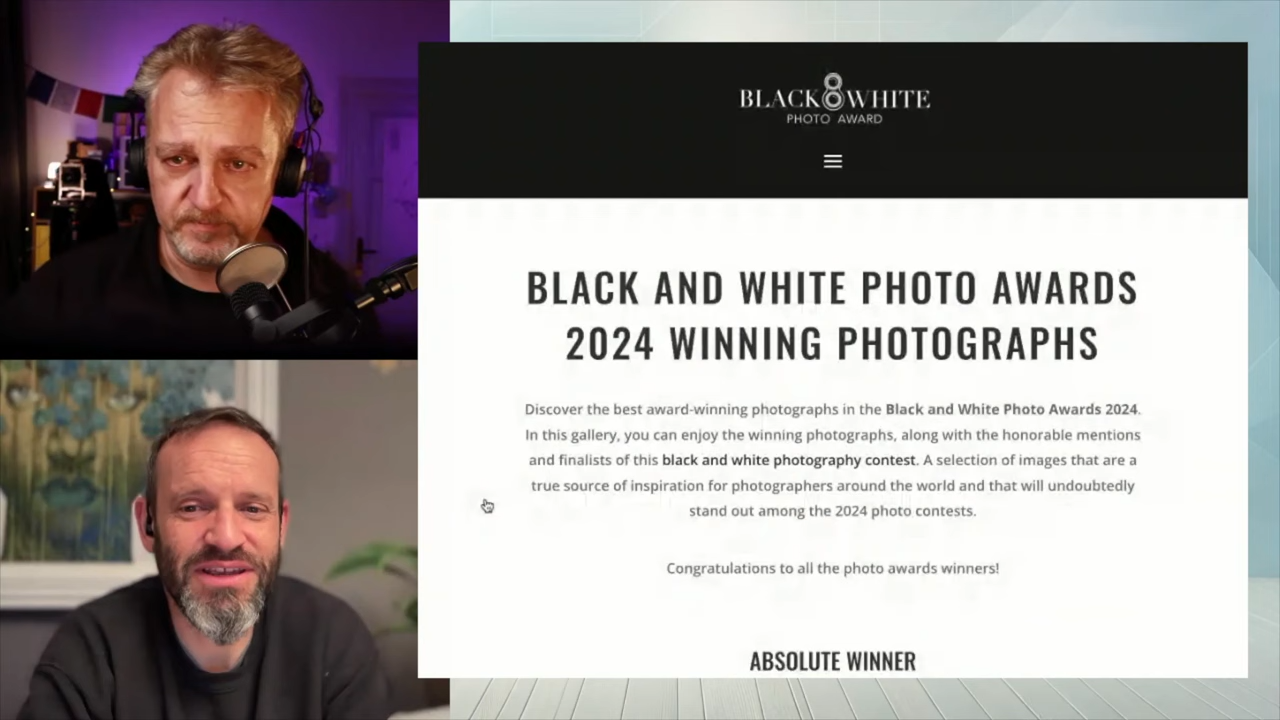 BLACK & WHITE
PHOTO AWARD
BLACK AND WHITE PHOTO AWARDS
2024 WINNING PHOTOGRAPHS
Discover the best award-winning photographs in the Black and White Photo Awards 2024.
In this gallery, you can enjoy the winning photographs, along with the honorable mentions
and finalists of this black and white photography contest. A selection of images that are a
true source of inspiration for photographers around the world and that will undoubtedly
stand out among the 2024 photo contests.
Congratulations to all the photo awards winners!
ABSOLUTE WINNER